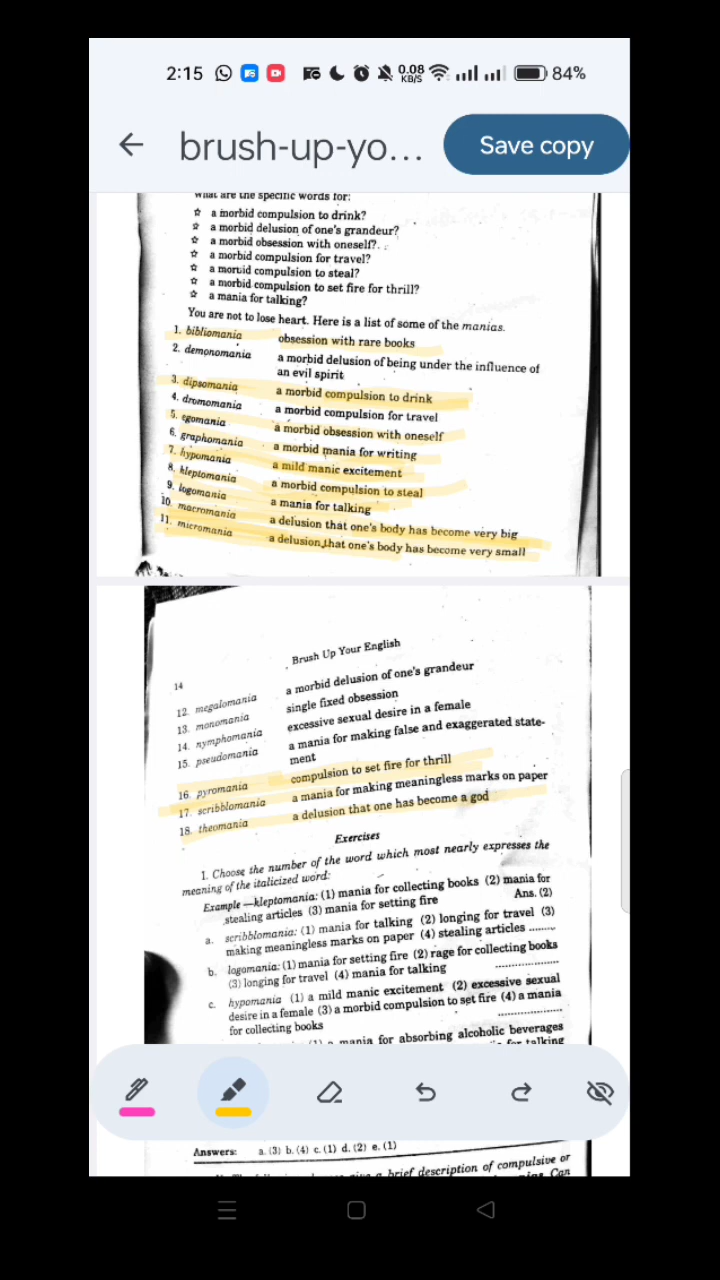 2:15 0.08 KB/S 84%
brush-up-yo... Save copy
What are the specific words for:
☆ a morbid compulsion to drink?
☆ a morbid delusion of one's grandeur?
☆ a morbid obsession with oneself?
☆ a morbid compulsion for travel?
☆ a morbid compulsion to steal?
☆ a morbid compulsion to set fire for thrill?
☆ a mania for talking?
You are not to lose heart. Here is a list of some of the manias.
1. bibliomania obsession with rare books
2. demonomania a morbid delusion of being under the influence of
an evil spirit
3. dipsomania a morbid compulsion to drink
4. dromomania a morbid compulsion for travel
5. egomania a morbid obsession with oneself
6. graphomania a morbid mania for writing
7. hypomania a mild manic excitement
8. kleptomania a morbid compulsion to steal
9. logomania a mania for talking
10. macromania a delusion that one's body has become very big
11. micromania a delusion that one's body has become very small
Brush Up Your English
14
12. megalomania a morbid delusion of one's grandeur
13. monomania single fixed obsession
14. nymphomania excessive sexual desire in a female
15. pseudomania a mania for making false and exaggerated state-
ment
16. pyromania compulsion to set fire for thrill
17. scribblomania a mania for making meaningless marks on paper
18. theomania a delusion that one has become a god
Exercises
1. Choose the number of the word which most nearly expresses the
meaning of the italicized word:
Example—kleptomania: (1) mania for collecting books (2) mania for
stealing articles (3) mania for setting fire Ans. (2)
a. scribblomania: (1) mania for talking (2) longing for travel (3)
making meaningless marks on paper (4) stealing articles ........
b. logomania: (1) mania for setting fire (2) rage for collecting books
(3) longing for travel (4) mania for talking ...................
c. hypomania (1) a mild manic excitement (2) excessive sexual
desire in a female (3) a morbid compulsion to set fire (4) a mania
for collecting books ...................
(1) a mania for absorbing alcoholic beverages
for talking
Answers: a. (3) b. (4) c. (1) d. (2) e. (1)
give a brief description of compulsive or
Can